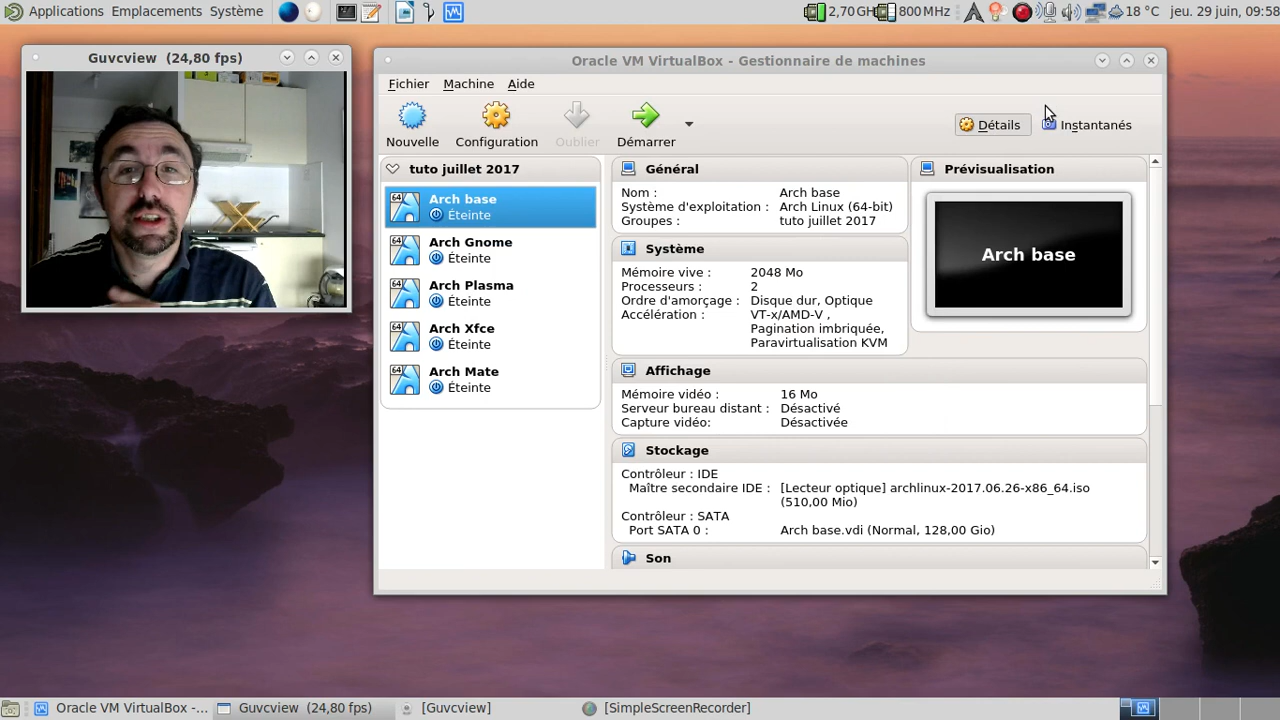 Applications Emplacements Système
2,70 GH 800 MHz 18 °C jeu. 29 juin, 09:58
Guvcview (24,80 fps)
Oracle VM VirtualBox - Gestionnaire de machines
Fichier Machine Aide
Nouvelle Configuration Oublier Démarrer
Détails Instantanés
tuto juillet 2017
64 Arch base
Éteinte
64 Arch Gnome
Éteinte
64 Arch Plasma
Éteinte
64 Arch Xfce
Éteinte
64 Arch Mate
Éteinte
Général
Nom : Arch base
Système d'exploitation : Arch Linux (64-bit)
Groupes : tuto juillet 2017
Système
Mémoire vive : 2048 Mo
Processeurs : 2
Ordre d'amorçage : Disque dur, Optique
Accélération : VT-x/AMD-V ,
Pagination imbriquée,
Paravirtualisation KVM
Prévisualisation
Arch base
Affichage
Mémoire vidéo : 16 Mo
Serveur bureau distant : Désactivé
Capture vidéo: Désactivée
Stockage
Contrôleur : IDE
Maître secondaire IDE : [Lecteur optique] archlinux-2017.06.26-x86_64.iso
(510,00 Mio)
Contrôleur : SATA
Port SATA 0 : Arch base.vdi (Normal, 128,00 Gio)
Son
VM VirtualBox -... Guvcview (24,80 fps) [Guvcview] [SimpleScreenRecorder]